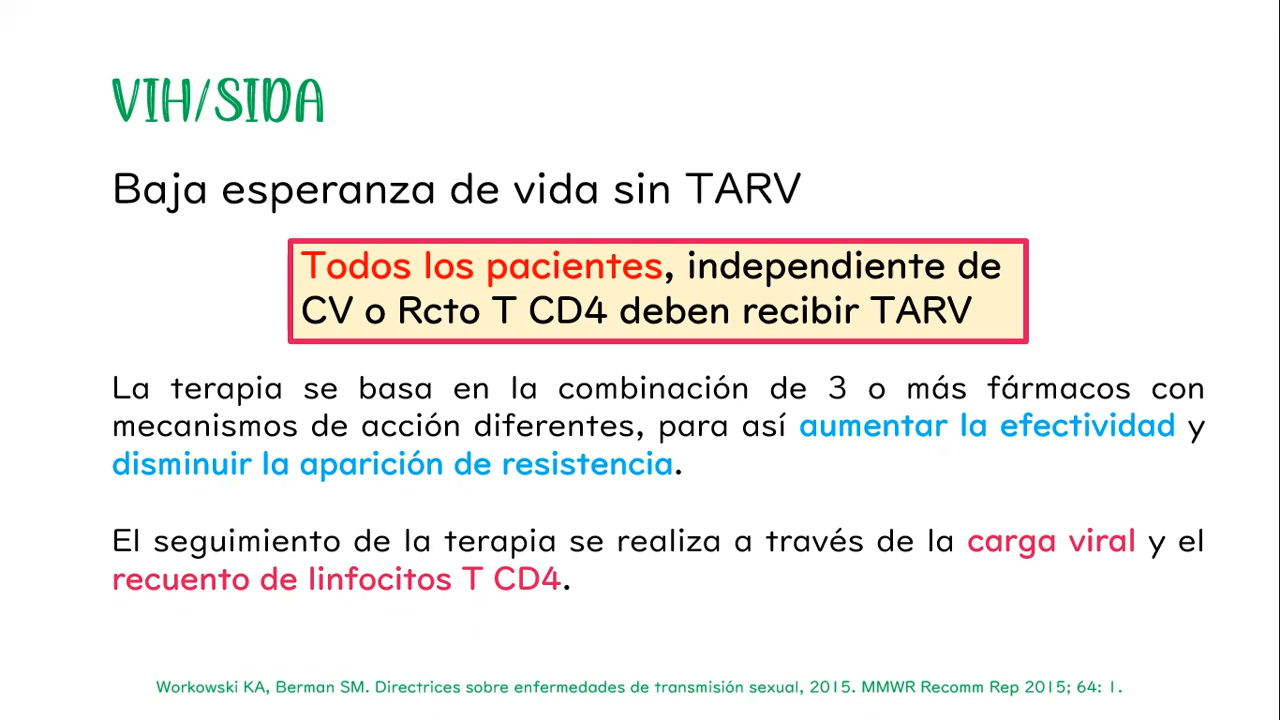 VIH/SIDA
Baja esperanza de vida sin TARV
Todos los pacientes, independiente de
CV o Rcto T CD4 deben recibir TARV
La terapia se basa en la combinación de 3 o más fármacos con
mecanismos de acción diferentes, para así aumentar la efectividad y
disminuir la aparición de resistencia.
El seguimiento de la terapia se realiza a través de la carga viral y el
recuento de linfocitos T CD4.
Workowski KA, Berman SM. Directrices sobre enfermedades de transmisión sexual, 2015. MMWR Recomm Rep 2015; 64: 1.